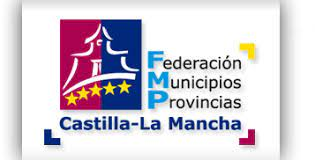 Federación
Municipios
Provincias
Castilla-La Mancha